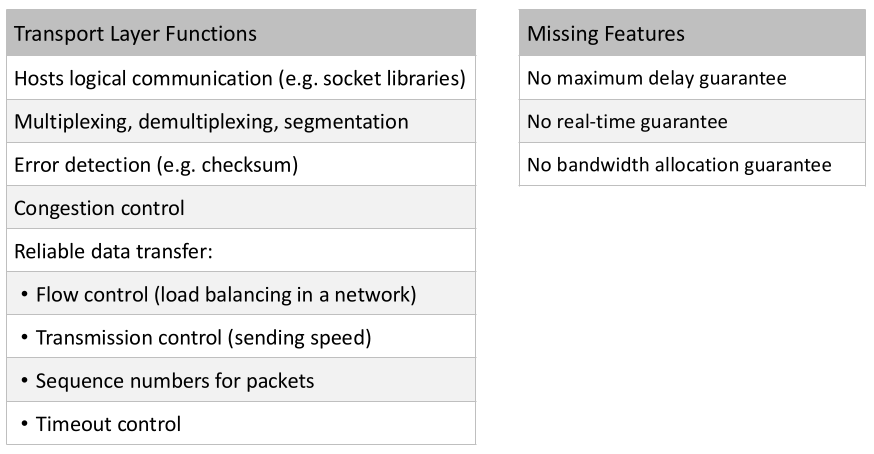 Transport Layer Functions
Hosts logical communication (e.g. socket libraries)
Multiplexing, demultiplexing, segmentation
Error detection (e.g. checksum)
Congestion control
Reliable data transfer:
• Flow control (load balancing in a network)
• Transmission control (sending speed)
• Sequence numbers for packets
• Timeout control
Missing Features
No maximum delay guarantee
No real-time guarantee
No bandwidth allocation guarantee